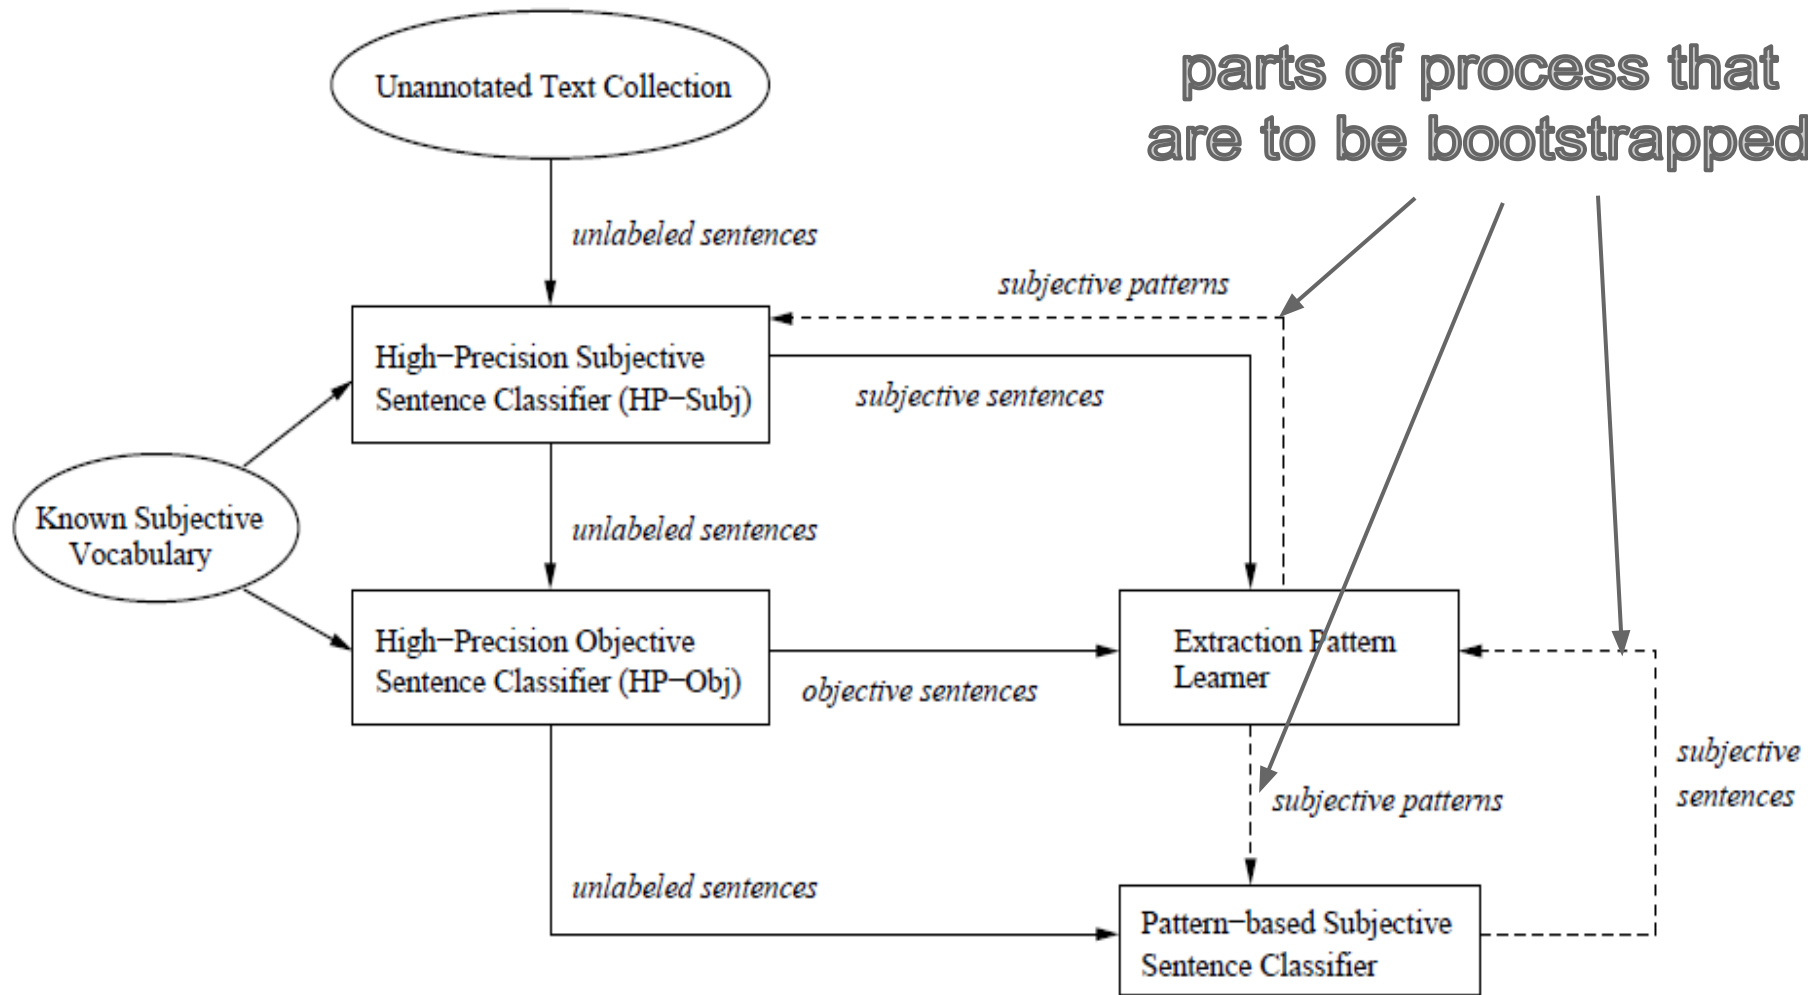 parts of process that
are to be bootstrapped
Unannotated Text Collection
unlabeled sentences
subjective patterns
High−Precision Subjective
Sentence Classifier (HP−Subj)
subjective sentences
Known Subjective
Vocabulary
unlabeled sentences
High−Precision Objective
Sentence Classifier (HP−Obj)
objective sentences
Extraction Pattern
Learner
subjective
sentences
subjective patterns
unlabeled sentences
Pattern−based Subjective
Sentence Classifier